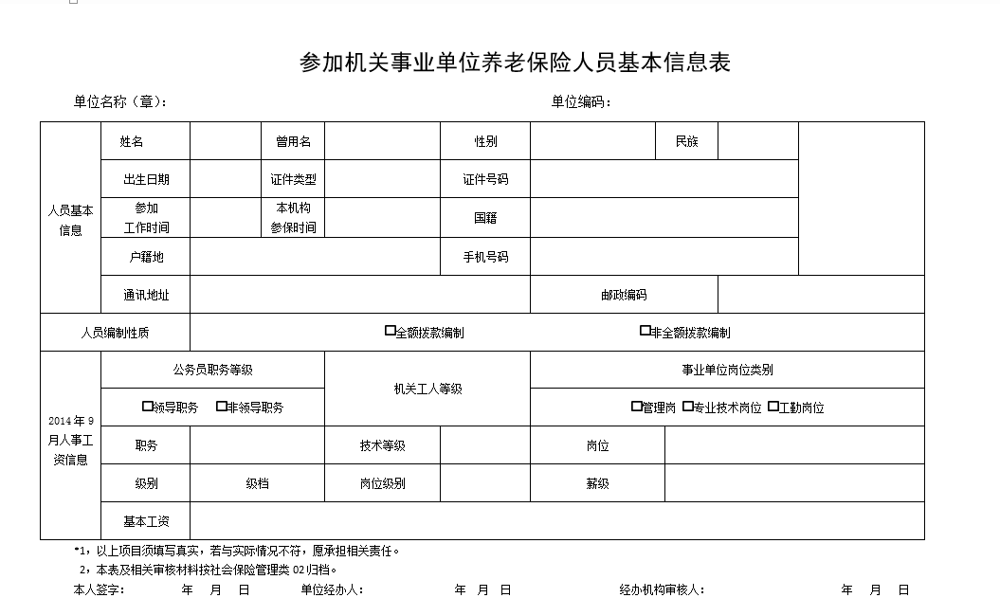 参加机关事业单位养老保险人员基本信息表
单位名称（章）： 单位编码：
姓名 曾用名 性别 民族
出生日期 证件类型 证件号码
人员基本
信息
参加
工作时间
本机构
参保时间
国籍
户籍地 手机号码
通讯地址 邮政编码
人员编制性质 □全额拨款编制 □非全额拨款编制
公务员职务等级 机关工人等级 事业单位岗位类别
□领导职务 □非领导职务 □管理岗 □专业技术岗位 □工勤岗位
2014 年 9
月人事工
资信息
职务 技术等级 岗位
级别 级档 岗位级别 薪级
基本工资
*1，以上项目须填写真实，若与实际情况不符，愿承担相关责任。
2，本表及相关审核材料按社会保险管理类 02 归档。
本人签字： 年 月 日 单位经办人： 年 月 日 经办机构审核人： 年 月 日